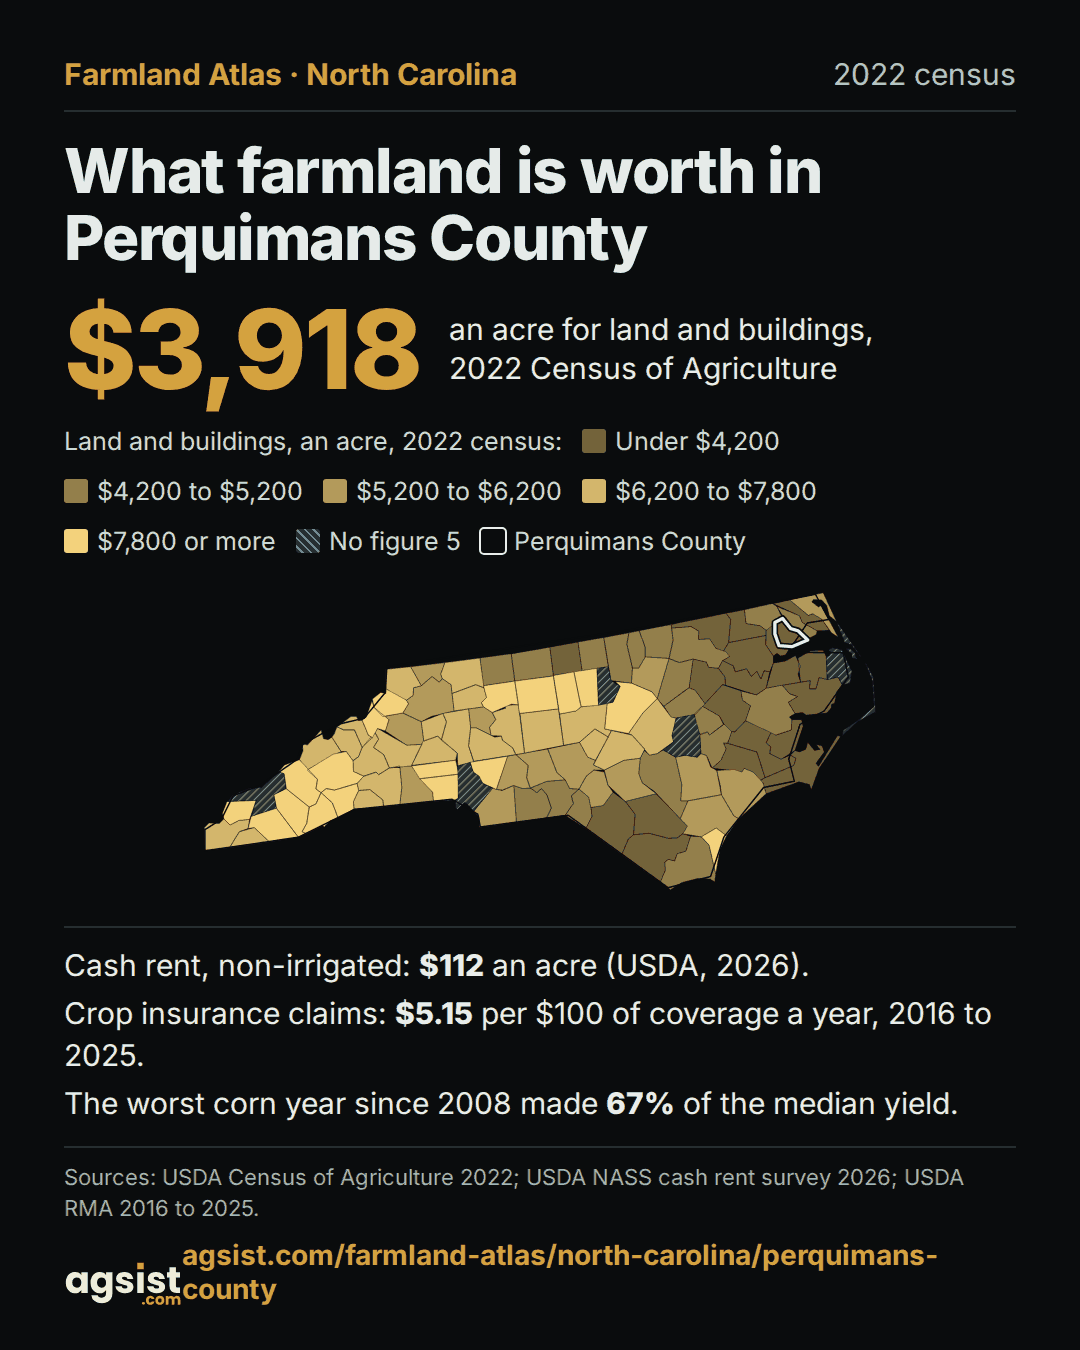 Farmland Atlas · North Carolina
2022 census
What farmland is worth in
Perquimans County
$3,918
an acre for land and buildings,
2022 Census of Agriculture
Land and buildings, an acre, 2022 census: Under $4,200
$4,200 to $5,200 $5,200 to $6,200 $6,200 to $7,800
$7,800 or more No figure 5 Perquimans County
Cash rent, non-irrigated: $112 an acre (USDA, 2026).
Crop insurance claims: $5.15 per $100 of coverage a year, 2016 to
2025.
The worst corn year since 2008 made 67% of the median yield.
Sources: USDA Census of Agriculture 2022; USDA NASS cash rent survey 2026; USDA
RMA 2016 to 2025.
agsist.com
agsist.com/farmland-atlas/north-carolina/perquimans-
county